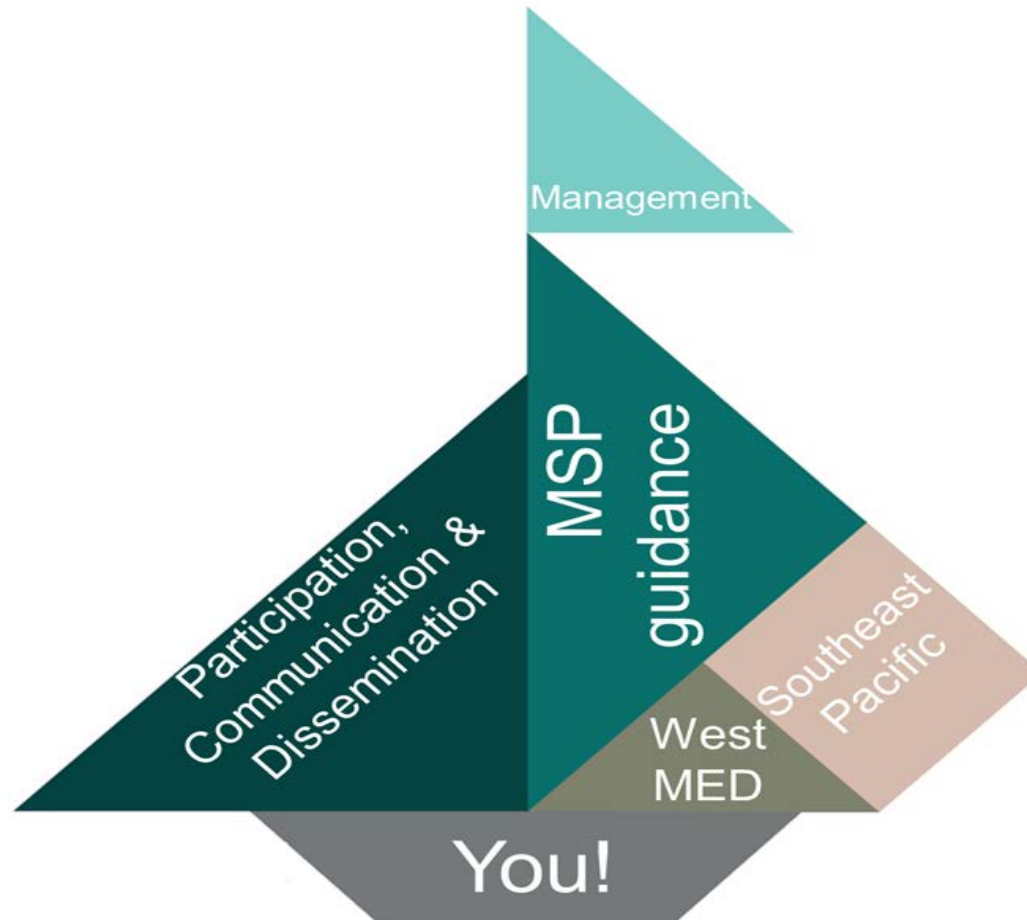 Management
MSP
guidance
Participation,
Communication &
Dissemination
Southeast
Pacific
West
MED
You!